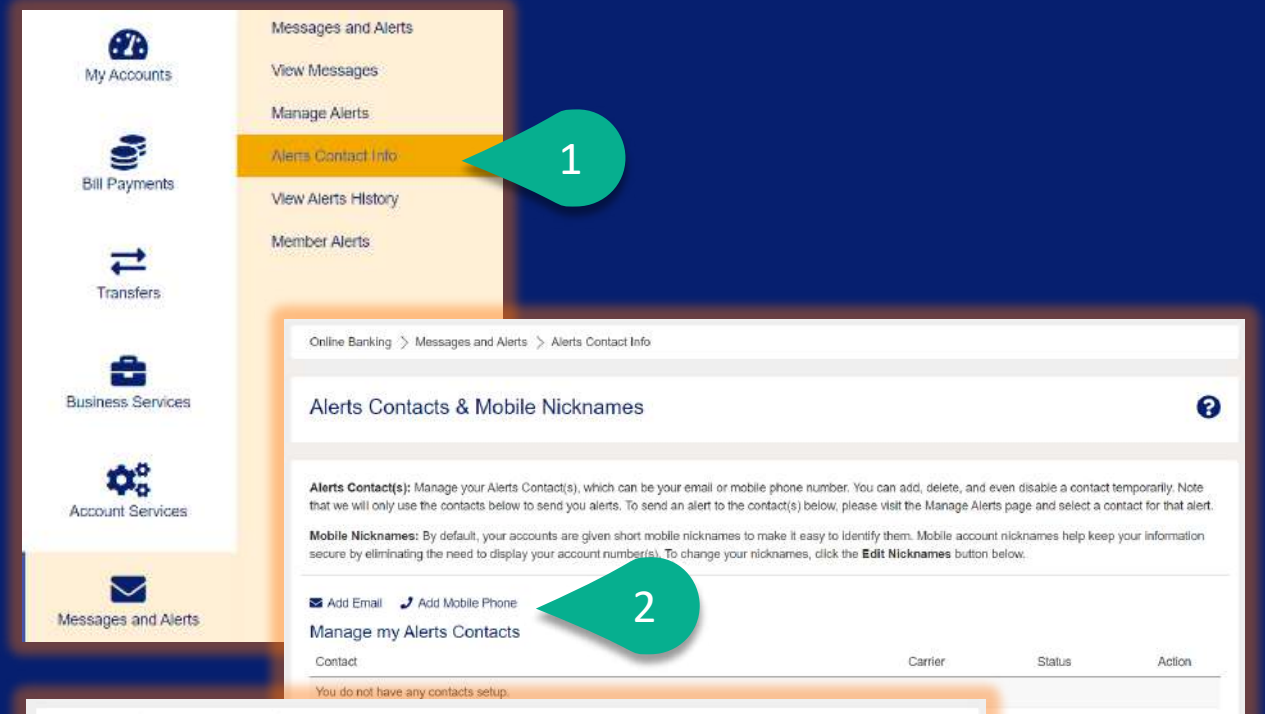 My Accounts
Bill Payments
Transfers
Business Services
Account Services
Messages and Alerts
Messages and Alerts
View Messages
Manage Alerts
Alerts Contact Info
View Alerts History
Member Alerts
1
Online Banking > Messages and Alerts > Alerts Contact Info
Alerts Contacts & Mobile Nicknames
?
Alerts Contact(s): Manage your Alerts Contact(s), which can be your email or mobile phone number. You can add, delete, and even disable a contact temporarily. Note
that we will only use the contacts below to send you alerts. To send an alert to the contact(s) below, please visit the Manage Alerts page and select a contact for that alert.
Mobile Nicknames: By default, your accounts are given short mobile nicknames to make it easy to identify them. Mobile account nicknames help keep your information
secure by eliminating the need to display your account number(s). To change your nicknames, click the Edit Nicknames button below.
Add Email Add Mobile Phone
2
Manage my Alerts Contacts
Contact Carrier Status Action
You do not have any contacts setup.